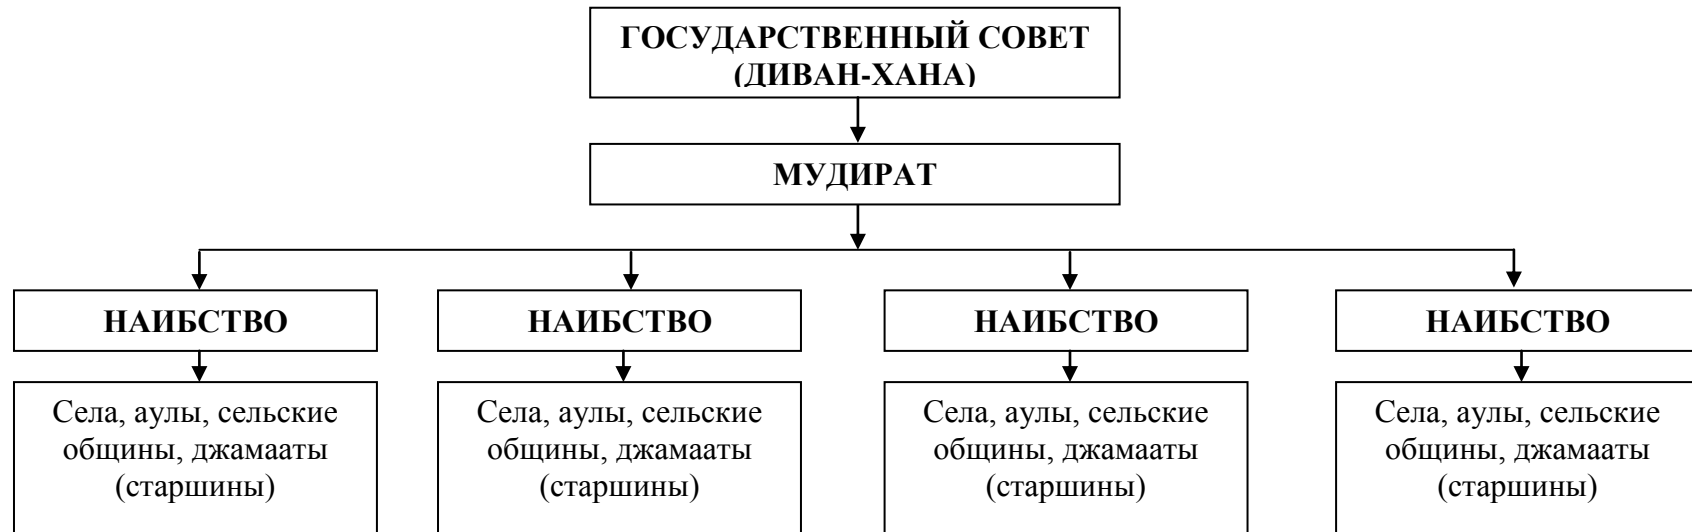 ГОСУДАРСТВЕННЫЙ СОВЕТ
(ДИВАН-ХАНА)
МУДИРАТ
НАИБСТВО
НАИБСТВО
НАИБСТВО
НАИБСТВО
Села, аулы, сельские
общины, джамааты
(старшины)
Села, аулы, сельские
общины, джамааты
(старшины)
Села, аулы, сельские
общины, джамааты
(старшины)
Села, аулы, сельские
общины, джамааты
(старшины)